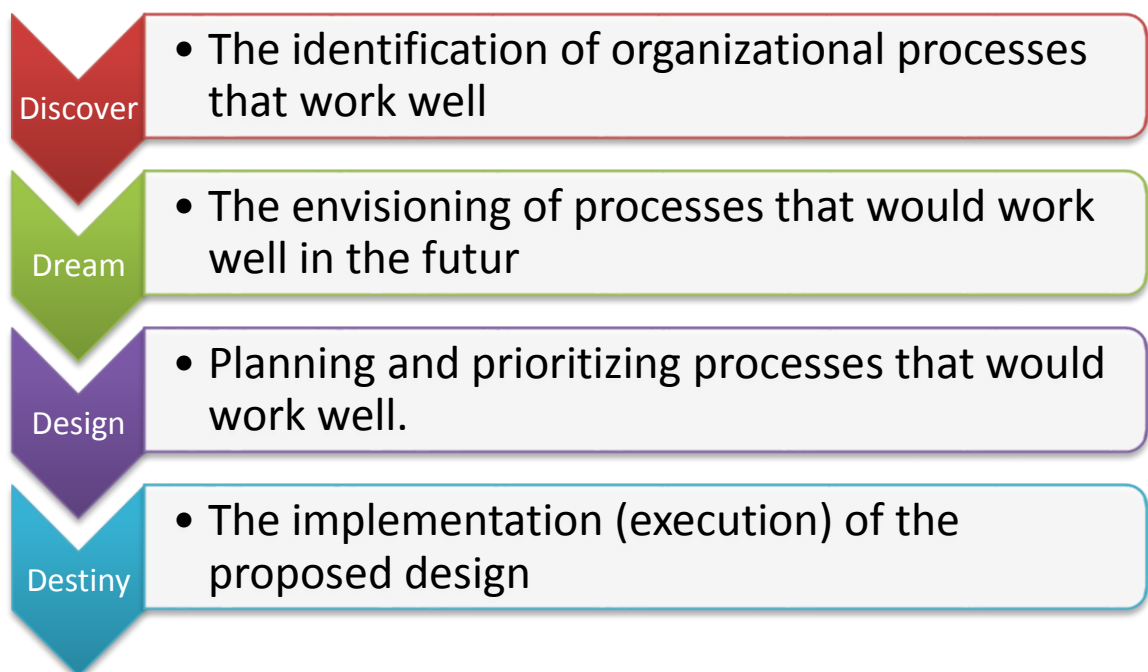 Discover
• The identification of organizational processes
that work well
Dream
• The envisioning of processes that would work
well in the futur
Design
• Planning and prioritizing processes that would
work well.
Destiny
• The implementation (execution) of the
proposed design